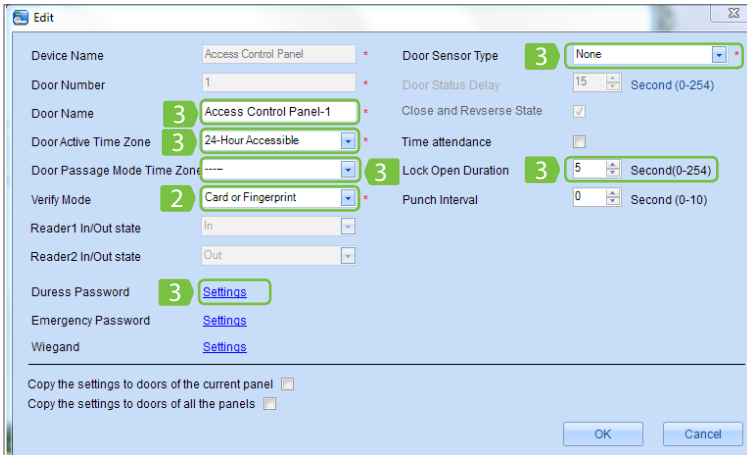 Edit
Device Name Access Control Panel * Door Sensor Type 3 None *
Door Number 1 * Door Status Delay 15 Second (0-254)
Door Name 3 Access Control Panel-1 * Close and Revserse State
Door Active Time Zone 3 24-Hour Accessible * Time attendance
Door Passage Mode Time Zone ----- 3 Lock Open Duration 3 5 Second(0-254)
Verify Mode 2 Card or Fingerprint * Punch Interval 0 Second (0-10)
Reader1 In/Out state In
Reader2 In/Out state Out
Duress Password 3 Settings
Emergency Password Settings
Wiegand Settings
Copy the settings to doors of the current panel
Copy the settings to doors of all the panels
OK Cancel